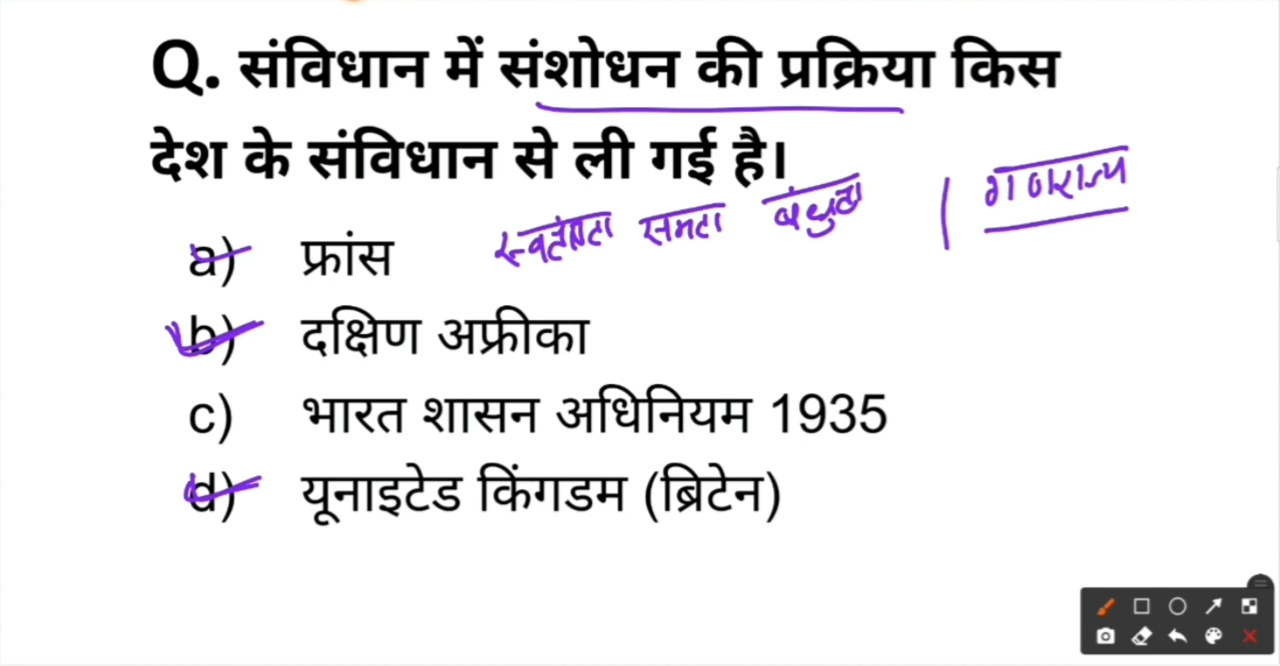 Q. संविधान में संशोधन की प्रक्रिया किस
देश के संविधान से ली गई है।
स्वतंत्रता समता बंधुता | गणराज्य
a) फ्रांस
b) दक्षिण अफ्रीका
c) भारत शासन अधिनियम 1935
d) यूनाइटेड किंगडम (ब्रिटेन)